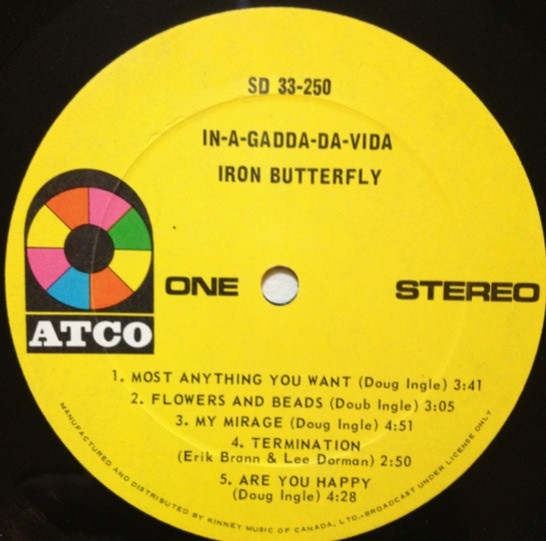 SD 33-250
IN-A-GADDA-DA-VIDA
IRON BUTTERFLY
ONE
STEREO
ATCO
1. MOST ANYTHING YOU WANT (Doug Ingle) 3:41
2. FLOWERS AND BEADS (Doub Ingle) 3:05
3. MY MIRAGE (Doug Ingle) 4:51
4. TERMINATION
(Erik Brann & Lee Dorman) 2:50
5. ARE YOU HAPPY
(Doug Ingle) 4:28
MANUFACTURED AND DISTRIBUTED BY KINNEY MUSIC OF CANADA, LTD.•BROADCAST UNDER LICENSE ONLY